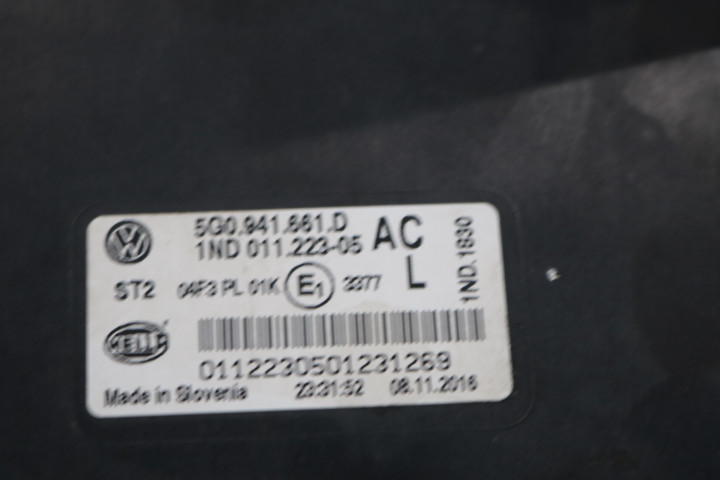 5G0.941.661.D
1ND 011.223-05
AC
ST2
04F3 PL 01K
E1
3377
L
1ND.1830
HELLA
0112230501231269
Made in Slovenia 23:31:52 08.11.2016